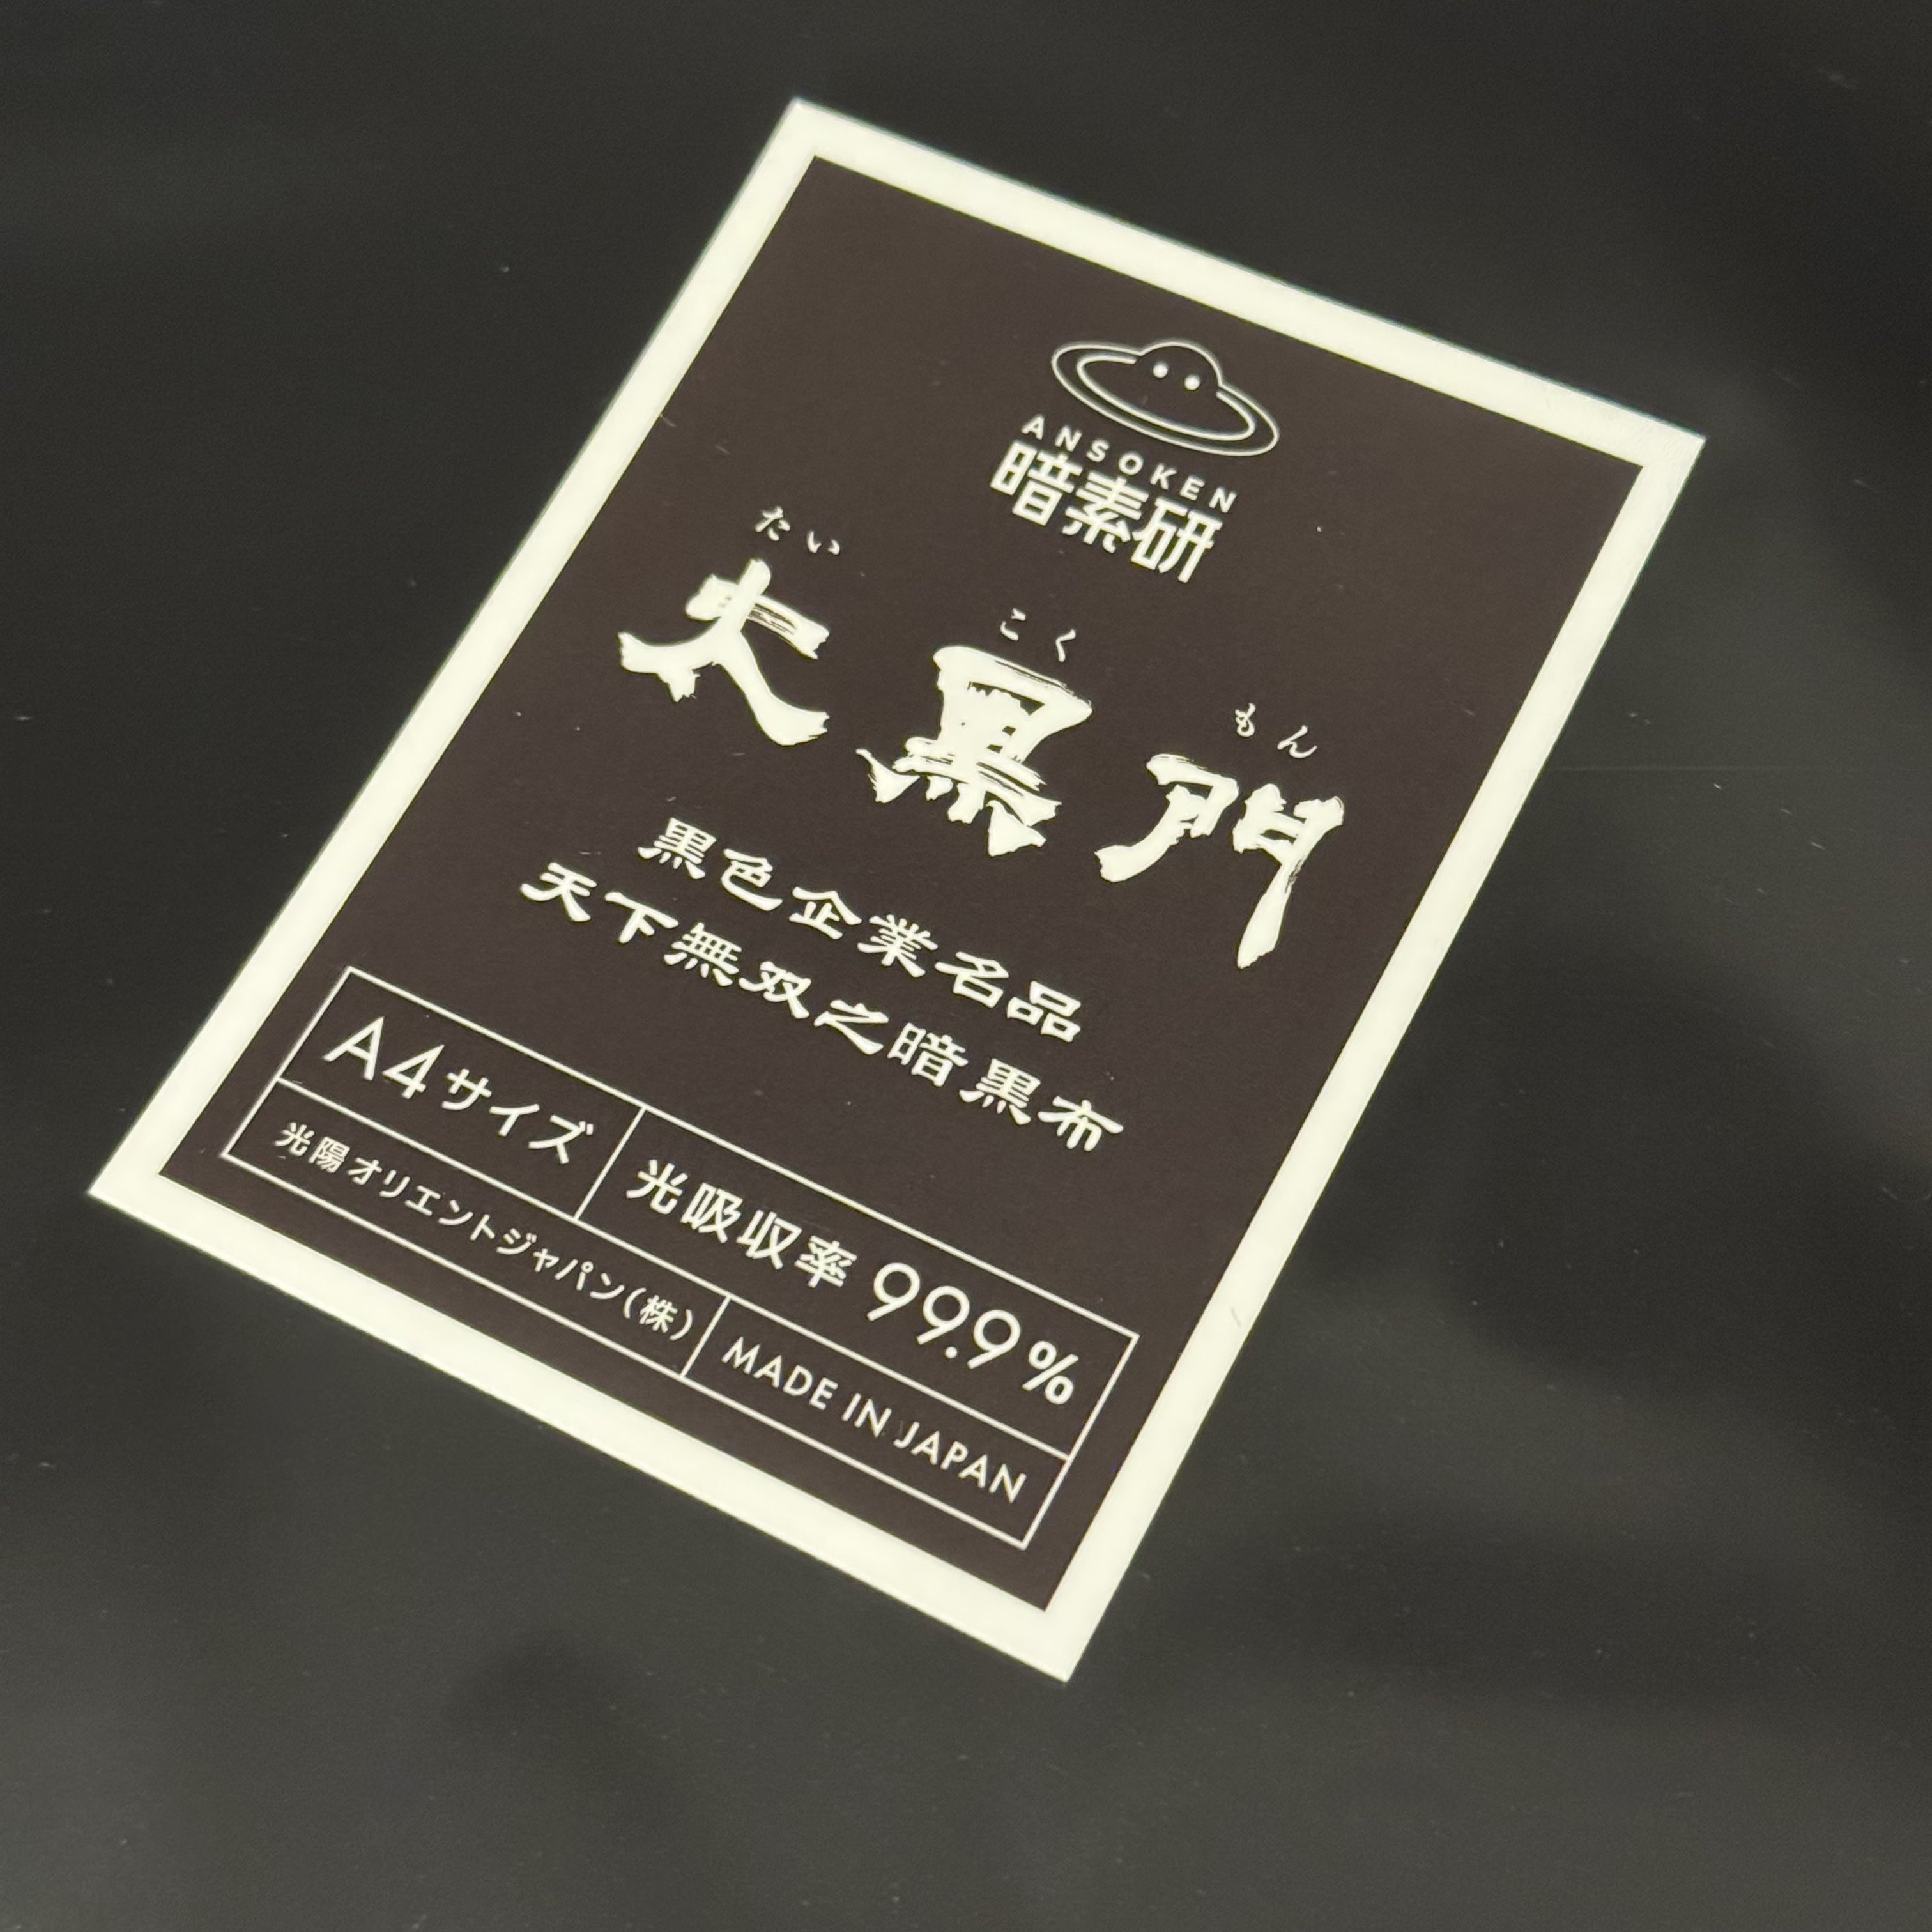 ANSOKEN
暗素研
たい こく もん
太黒門
黒色企業名品
天下無双之暗黒布
A4サイズ
光吸収率 99.9%
光陽オリエントジャパン(株)
MADE IN JAPAN